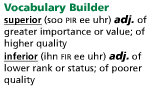 Vocabulary Builder
superior (soo PIR ee uhr) adj. of
greater importance or value; of
higher quality
inferior (ihn FIR ee uhr) adj. of
lower rank or status; of poorer
quality